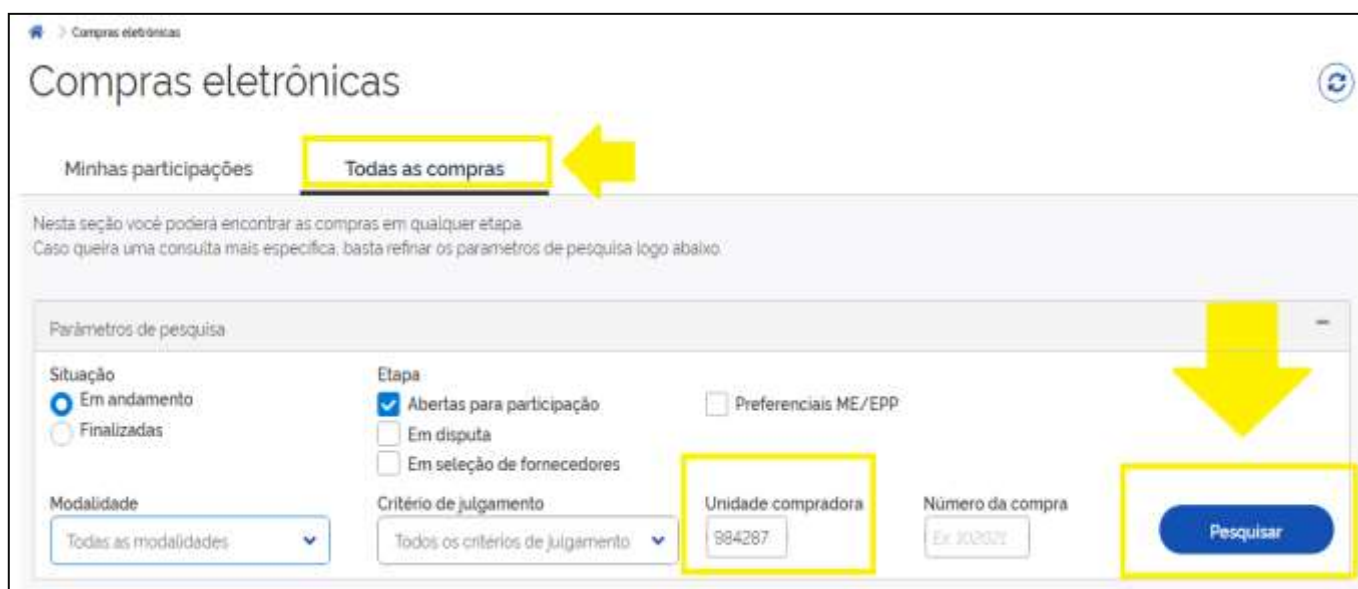 Compras eletrônicas
Compras eletrônicas
Minhas participações
Todas as compras
Nesta seção você poderá encontrar as compras em qualquer etapa.
Caso queira uma consulta mais específica, basta refinar os parametros de pesquisa logo abaixo.
Parâmetros de pesquisa
Situação
Em andamento
Finalizadas
Etapa
Abertas para participação
Em disputa
Em seleção de fornecedores
Preferenciais ME/EPP
Modalidade
Todas as modalidades
Critério de julgamento
Todos os critérios de julgamento
Unidade compradora
984287
Número da compra
Ex: 102021
Pesquisar